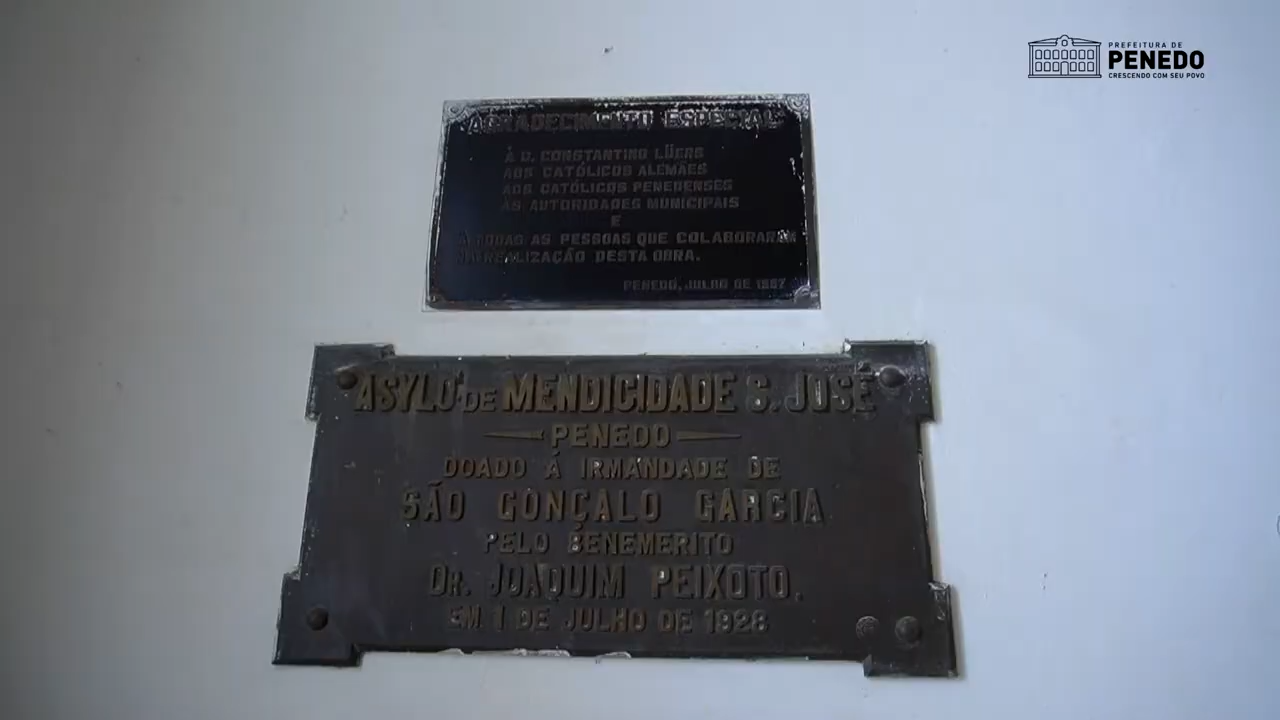 PREFEITURA DE
PENEDO
CRESCENDO COM SEU POVO
AGRADECIMENTO ESPECIAL
À D. CONSTANTINO LÜERS
AOS CATÓLICOS ALEMÃES
AOS CATÓLICOS PENEDENSES
ÀS AUTORIDADES MUNICIPAIS
E
À TODAS AS PESSOAS QUE COLABORARAM
NA REALIZAÇÃO DESTA OBRA.
PENEDO, JULHO DE
ASYLO DE MENDICIDADE S. JOSÉ
PENEDO
DOADO À IRMANDADE DE
SÃO GONÇALO GARCIA
PELO BENEMERITO
DR. JOAQUIM PEIXOTO.
EM 1 DE JULHO DE 1928